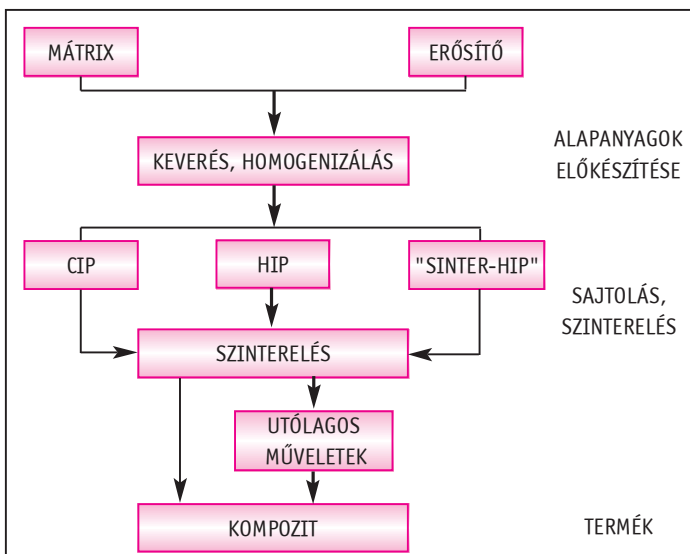 MÁTRIX
ERŐSÍTŐ
KEVERÉS, HOMOGENIZÁLÁS
ALAPANYAGOK
ELŐKÉSZÍTÉSE
CIP
HIP
"SINTER-HIP"
SAJTOLÁS,
SZINTERELÉS
SZINTERELÉS
UTÓLAGOS
MŰVELETEK
KOMPOZIT
TERMÉK